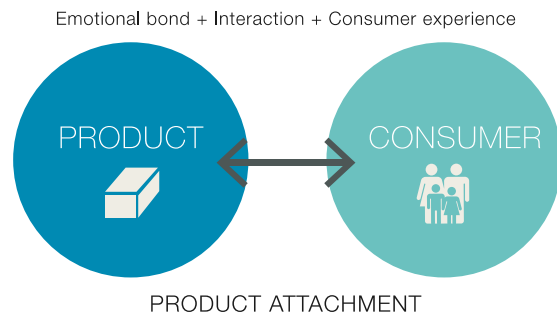 Emotional bond + Interaction + Consumer experience
PRODUCT
CONSUMER
PRODUCT ATTACHMENT